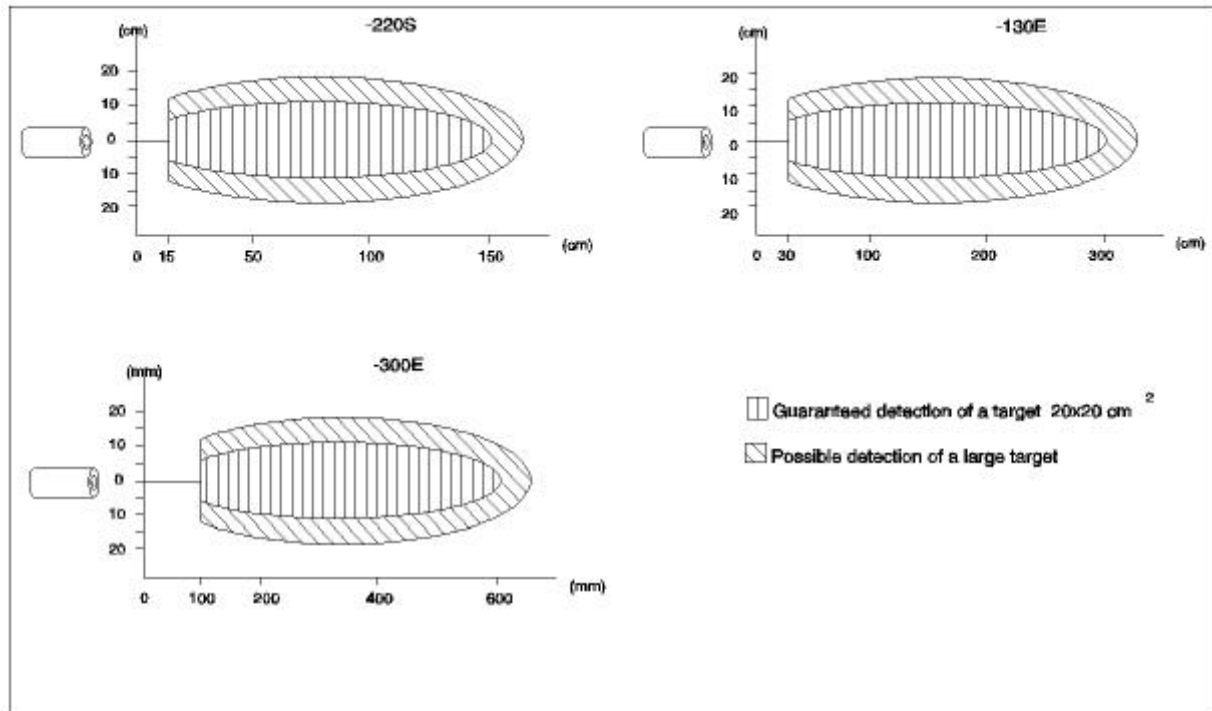 -220S
(cm)
20
10
0
10
20
0 15 50 100 150
(cm)
-130E
(cm)
20
10
0
10
20
0 30 100 200 300
(cm)
-300E
(mm)
20
10
0
10
20
0 100 200 400 600
(mm)
Guaranteed detection of a target 20x20 cm 2
Possible detection of a large target